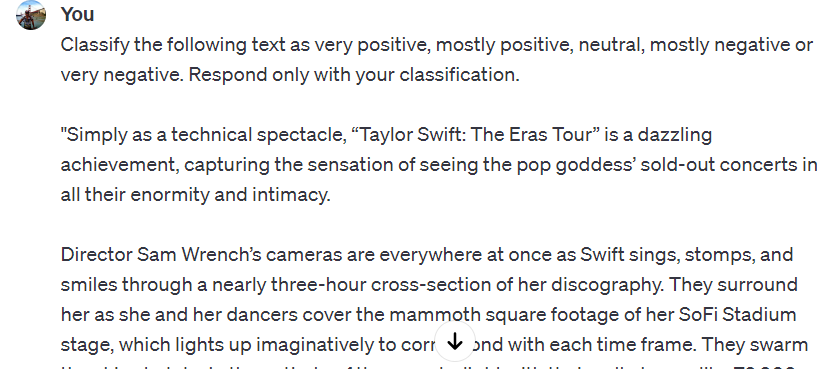 You
Classify the following text as very positive, mostly positive, neutral, mostly negative or
very negative. Respond only with your classification.
"Simply as a technical spectacle, “Taylor Swift: The Eras Tour” is a dazzling
achievement, capturing the sensation of seeing the pop goddess’ sold-out concerts in
all their enormity and intimacy.
Director Sam Wrench’s cameras are everywhere at once as Swift sings, stomps, and
smiles through a nearly three-hour cross-section of her discography. They surround
her as she and her dancers cover the mammoth square footage of her SoFi Stadium
stage, which lights up imaginatively to with each time frame. They swarm